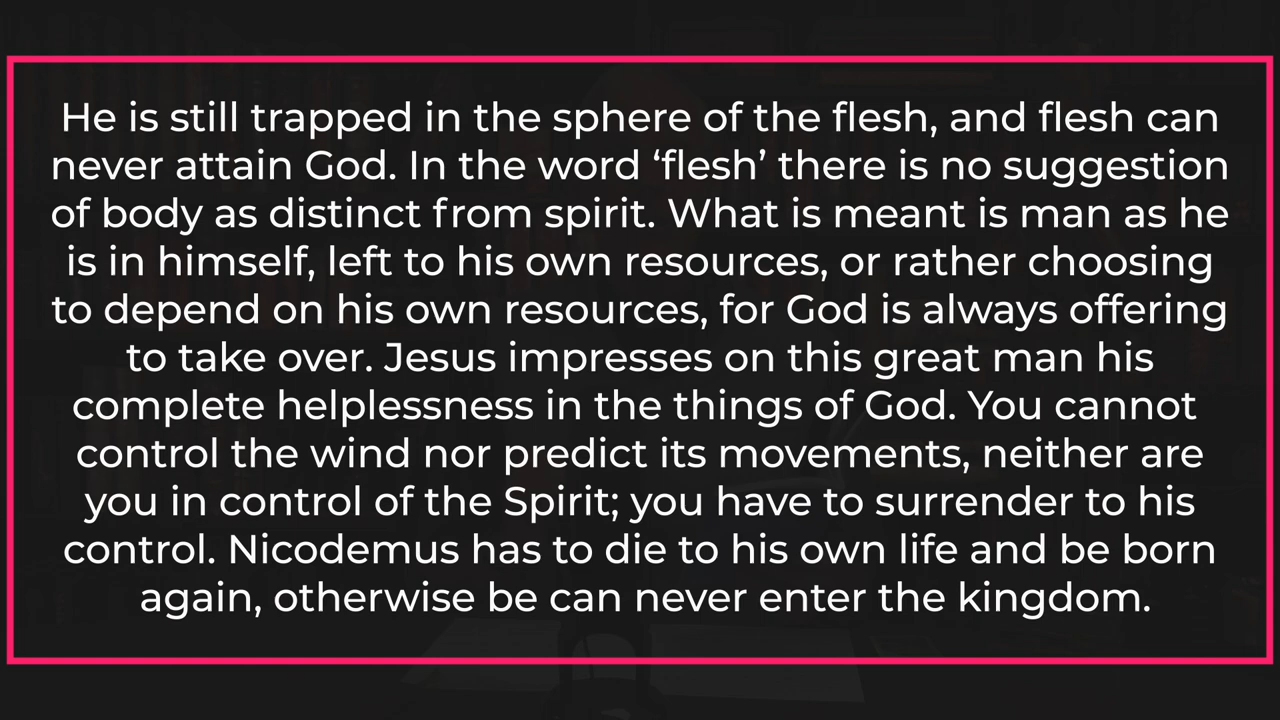 He is still trapped in the sphere of the flesh, and flesh can
never attain God. In the word ‘flesh’ there is no suggestion
of body as distinct from spirit. What is meant is man as he
is in himself, left to his own resources, or rather choosing
to depend on his own resources, for God is always offering
to take over. Jesus impresses on this great man his
complete helplessness in the things of God. You cannot
control the wind nor predict its movements, neither are
you in control of the Spirit; you have to surrender to his
control. Nicodemus has to die to his own life and be born
again, otherwise be can never enter the kingdom.